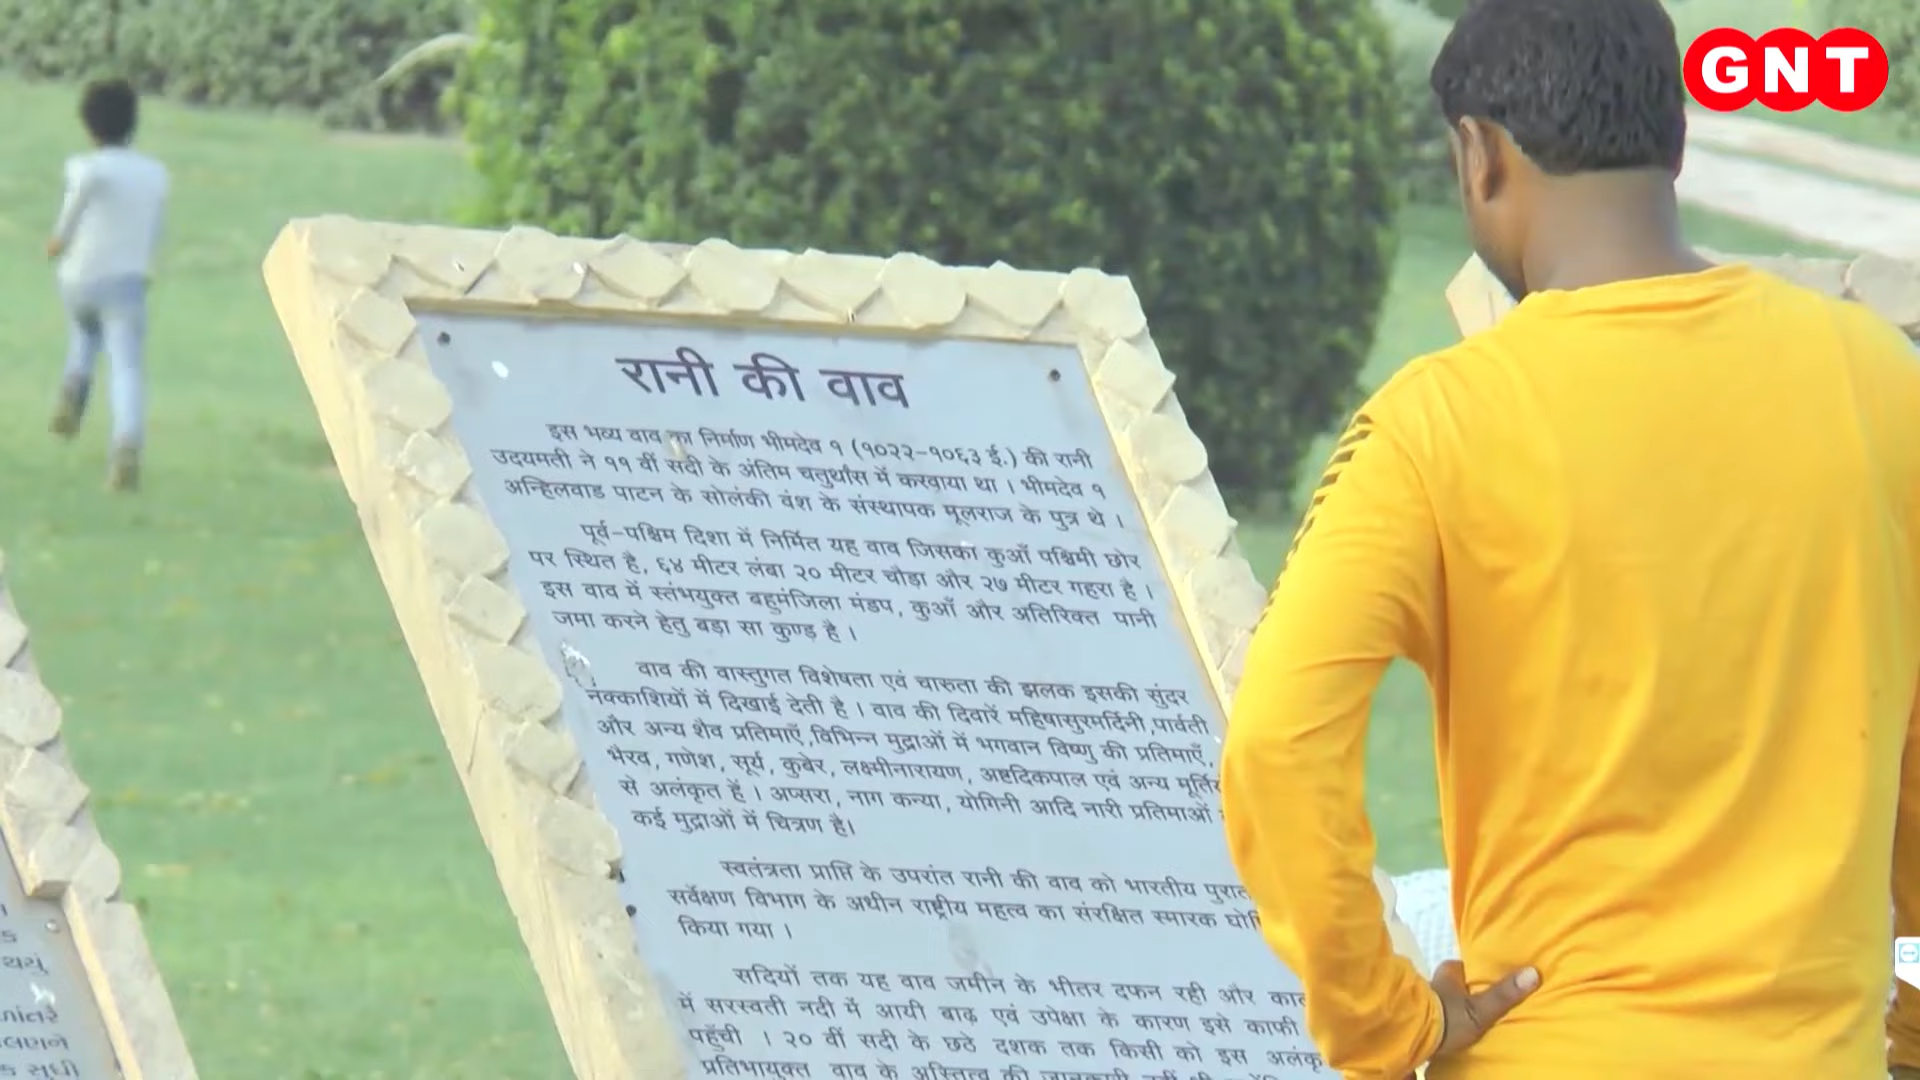 GNT
रानी की वाव
इस भव्य वाव का निर्माण भीमदेव १ (१०२२-१०६३ ई.) की रानी
उदयमती ने ११ वीं सदी के अंतिम चतुर्थांस में करवाया था । भीमदेव १
अन्हिलवाड पाटन के सोलंकी वंश के संस्थापक मूलराज के पुत्र थे ।
पूर्व-पश्चिम दिशा में निर्मित यह वाव जिसका कुआँ पश्चिमी छोर
पर स्थित है, ६४ मीटर लंबा २० मीटर चौड़ा और २७ मीटर गहरा है ।
इस वाव में स्तंभयुक्त बहुमंजिला मंडप, कुआँ और अतिरिक्त पानी
जमा करने हेतु बड़ा सा कुण्ड़ है ।
वाव की वास्तुगत विशेषता एवं चारुता की झलक इसकी सुंदर
नक्काशियों में दिखाई देती है । वाव की दिवारें महिषासुरमर्दिनी,पार्वती
और अन्य शैव प्रतिमाएँ,विभिन्न मुद्राओं में भगवान विष्णु की प्रतिमाएँ,
भैरव, गणेश, सूर्य, कुबेर, लक्ष्मीनारायण, अष्टदिकपाल एवं अन्य
से अलंकृत हैं । अप्सरा, नाग कन्या, योगिनी आदि नारी प्रतिमाओं
कई मुद्राओं में चित्रण है।
स्वतंत्रता प्राप्ति के उपरांत रानी की वाव को भारतीय
सर्वेक्षण विभाग के अधीन राष्ट्रीय महत्व का संरक्षित स्मारक
किया गया ।
सदियों तक यह वाव जमीन के भीतर दफन रही और
में सरस्वती नदी में आयी बाढ़ एवं उपेक्षा के कारण इसे काफी
पहुँची । २० वीं सदी के छठे दशक तक किसी को इस
प्रतिभायुक्त वाव के अस्तित्व की
થયું
સુધી